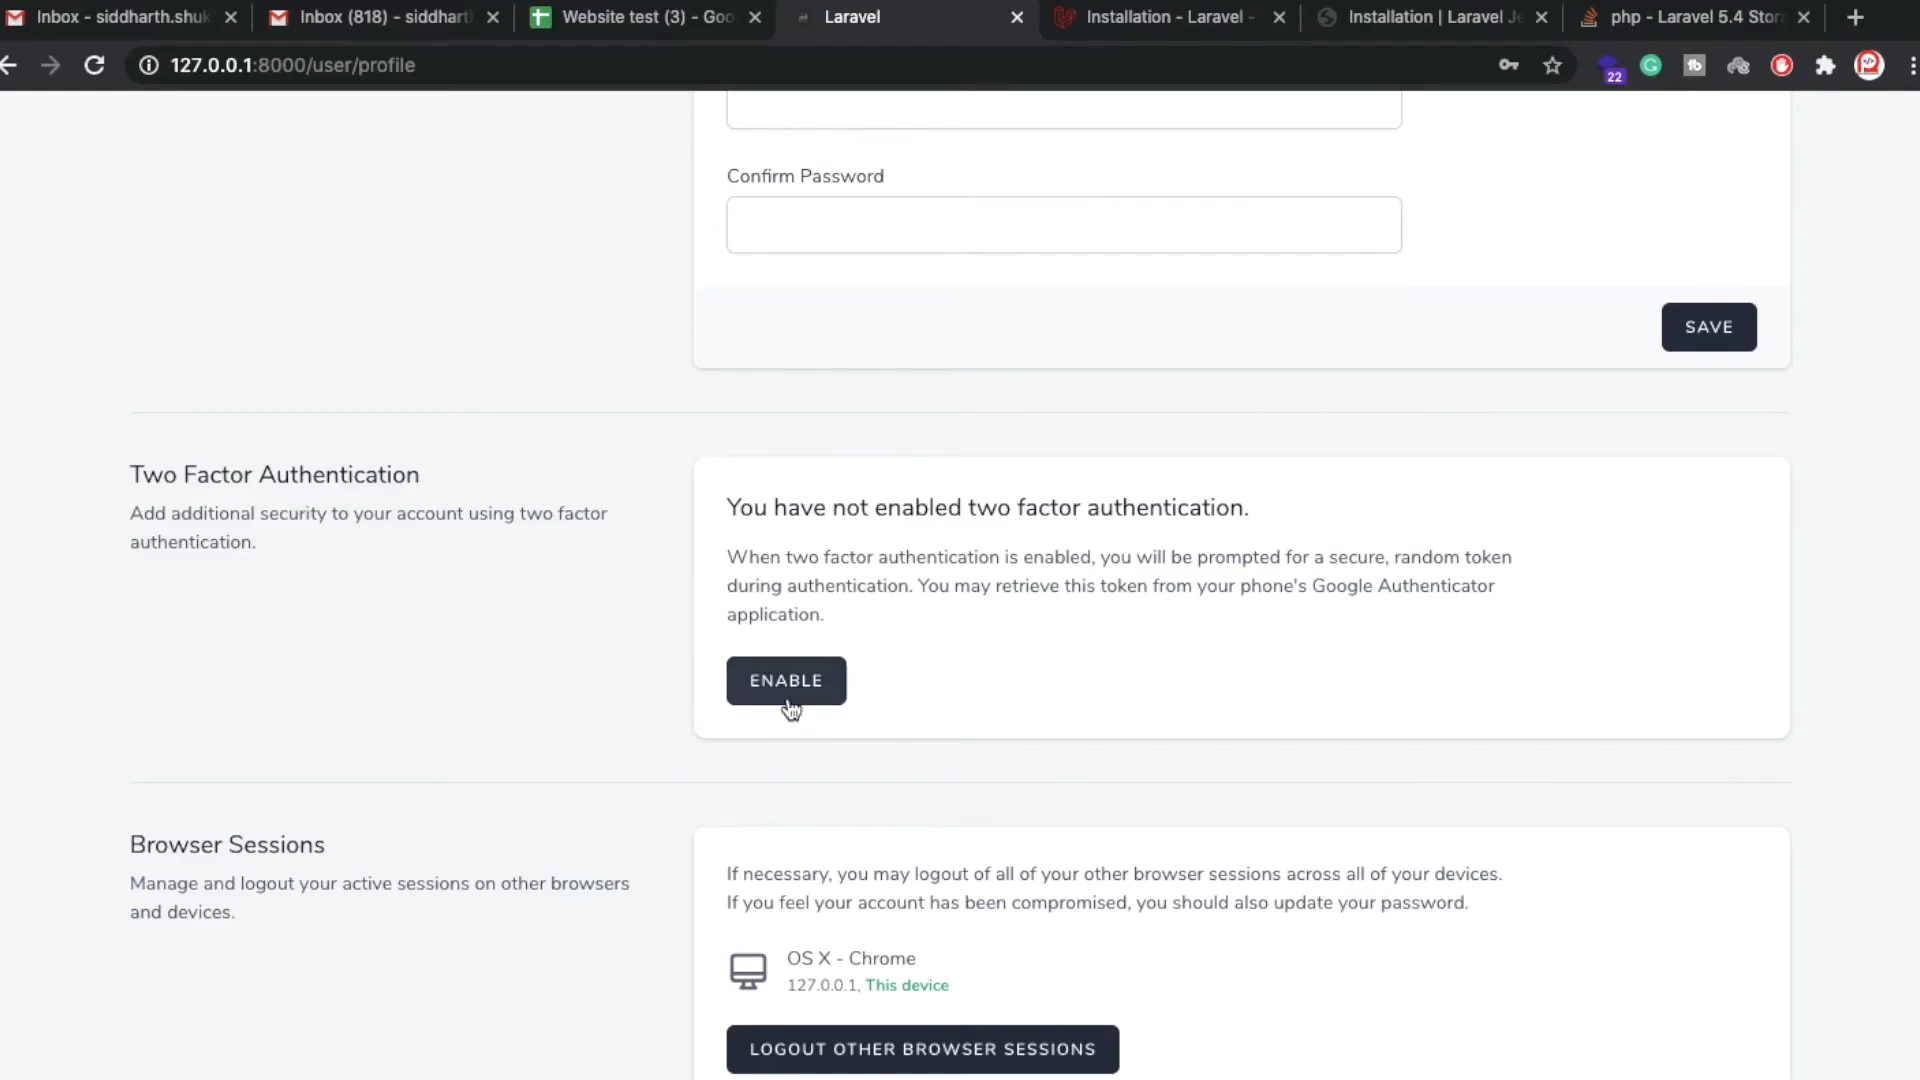 Inbox - siddharth.shuk
Inbox (818) - siddhart
Website test (3) - Goo
Laravel
Installation - Laravel -
Installation | Laravel Je
php - Laravel 5.4 Stor
127.0.0.1:8000/user/profile
22
Confirm Password
SAVE
Two Factor Authentication
Add additional security to your account using two factor
authentication.
You have not enabled two factor authentication.
When two factor authentication is enabled, you will be prompted for a secure, random token
during authentication. You may retrieve this token from your phone's Google Authenticator
application.
ENABLE
Browser Sessions
Manage and logout your active sessions on other browsers
and devices.
If necessary, you may logout of all of your other browser sessions across all of your devices.
If you feel your account has been compromised, you should also update your password.
OS X - Chrome
127.0.0.1, This device
LOGOUT OTHER BROWSER SESSIONS